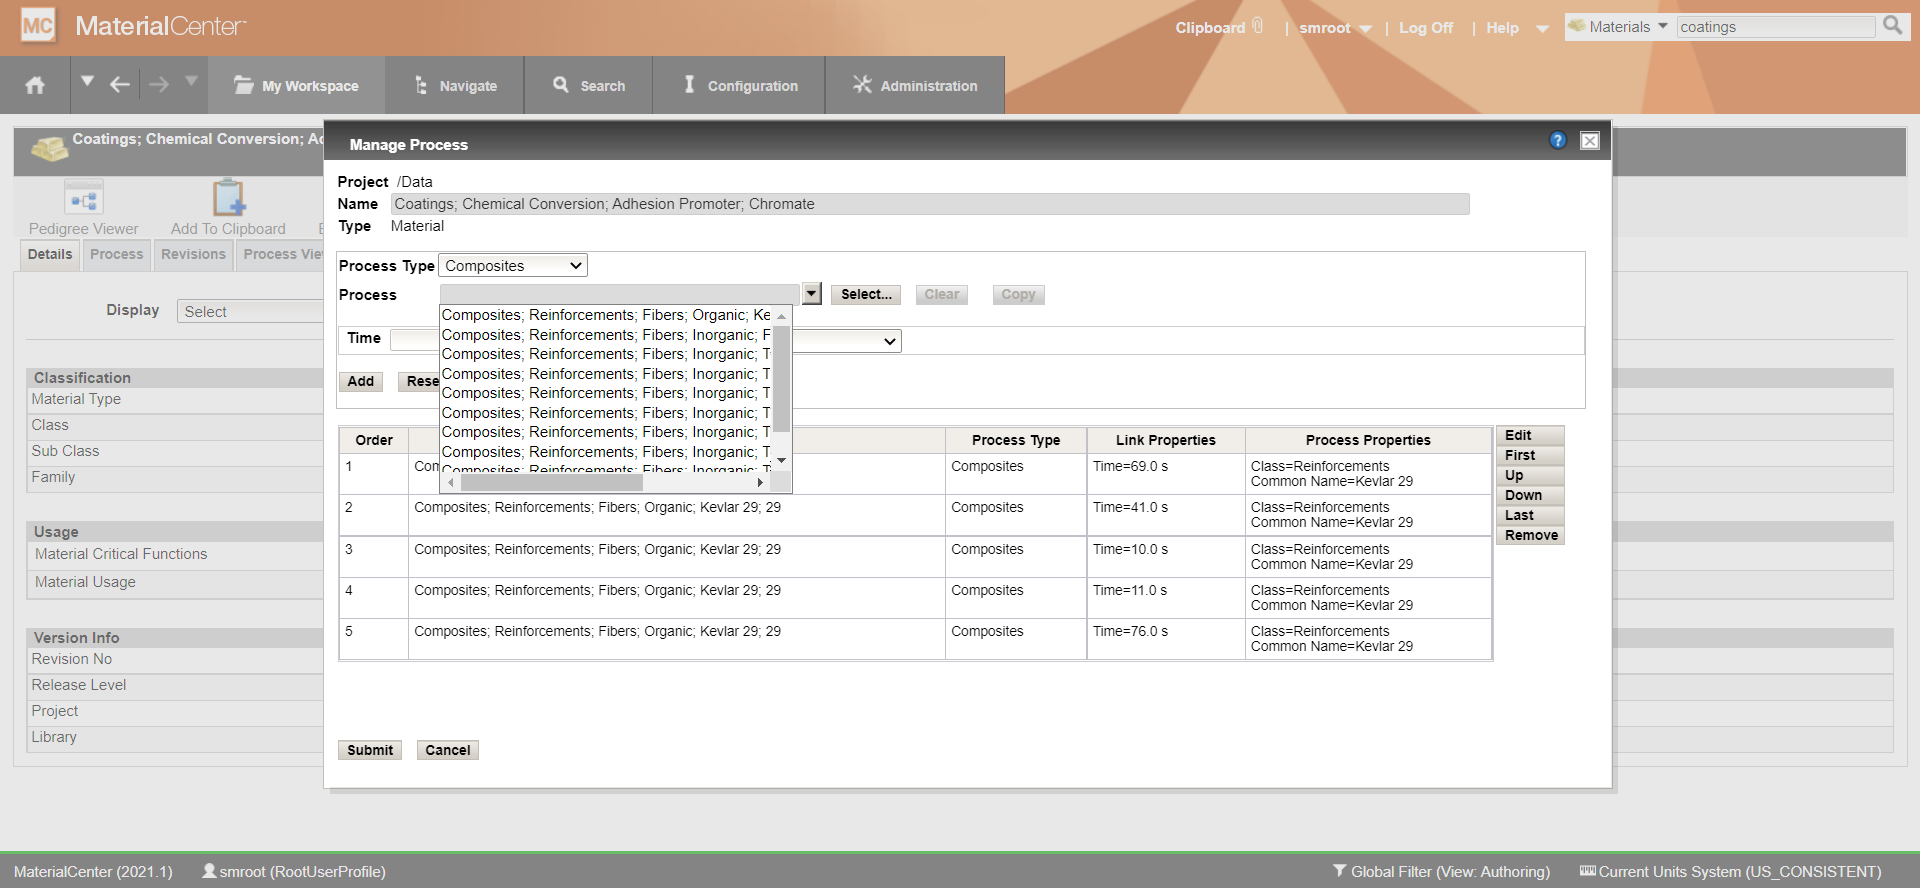 MC MaterialCenter
Clipboard | smroot | Log Off | Help Materials coatings
My Workspace Navigate Search Configuration Administration
Coatings; Chemical Conversion; Ad
Pedigree Viewer Add To Clipboard
Details Process Revisions Process Vie
Display Select
Classification
Material Type
Class
Sub Class
Family
Usage
Material Critical Functions
Material Usage
Version Info
Revision No
Release Level
Project
Library
Manage Process ?
Project /Data
Name Coatings; Chemical Conversion; Adhesion Promoter; Chromate
Type Material
Process Type Composites
Process Select... Clear Copy
Composites; Reinforcements; Fibers; Organic; Ke
Composites; Reinforcements; Fibers; Inorganic; F
Composites; Reinforcements; Fibers; Inorganic; T
Composites; Reinforcements; Fibers; Inorganic; T
Composites; Reinforcements; Fibers; Inorganic; T
Composites; Reinforcements; Fibers; Inorganic; T
Composites; Reinforcements; Fibers; Inorganic; T
Composites; Reinforcements; Fibers; Inorganic; T
Composites; Reinforcements; Fibers; Inorganic; T
Time
Add Rese
Order Process Type Link Properties Process Properties
1 Com Composites Time=69.0 s Class=Reinforcements
Common Name=Kevlar 29
2 Composites; Reinforcements; Fibers; Organic; Kevlar 29; 29 Composites Time=41.0 s Class=Reinforcements
Common Name=Kevlar 29
3 Composites; Reinforcements; Fibers; Organic; Kevlar 29; 29 Composites Time=10.0 s Class=Reinforcements
Common Name=Kevlar 29
4 Composites; Reinforcements; Fibers; Organic; Kevlar 29; 29 Composites Time=11.0 s Class=Reinforcements
Common Name=Kevlar 29
5 Composites; Reinforcements; Fibers; Organic; Kevlar 29; 29 Composites Time=76.0 s Class=Reinforcements
Common Name=Kevlar 29
Edit
First
Up
Down
Last
Remove
Submit Cancel
MaterialCenter (2021.1) smroot (RootUserProfile) Global Filter (View: Authoring) Current Units System (US_CONSISTENT)